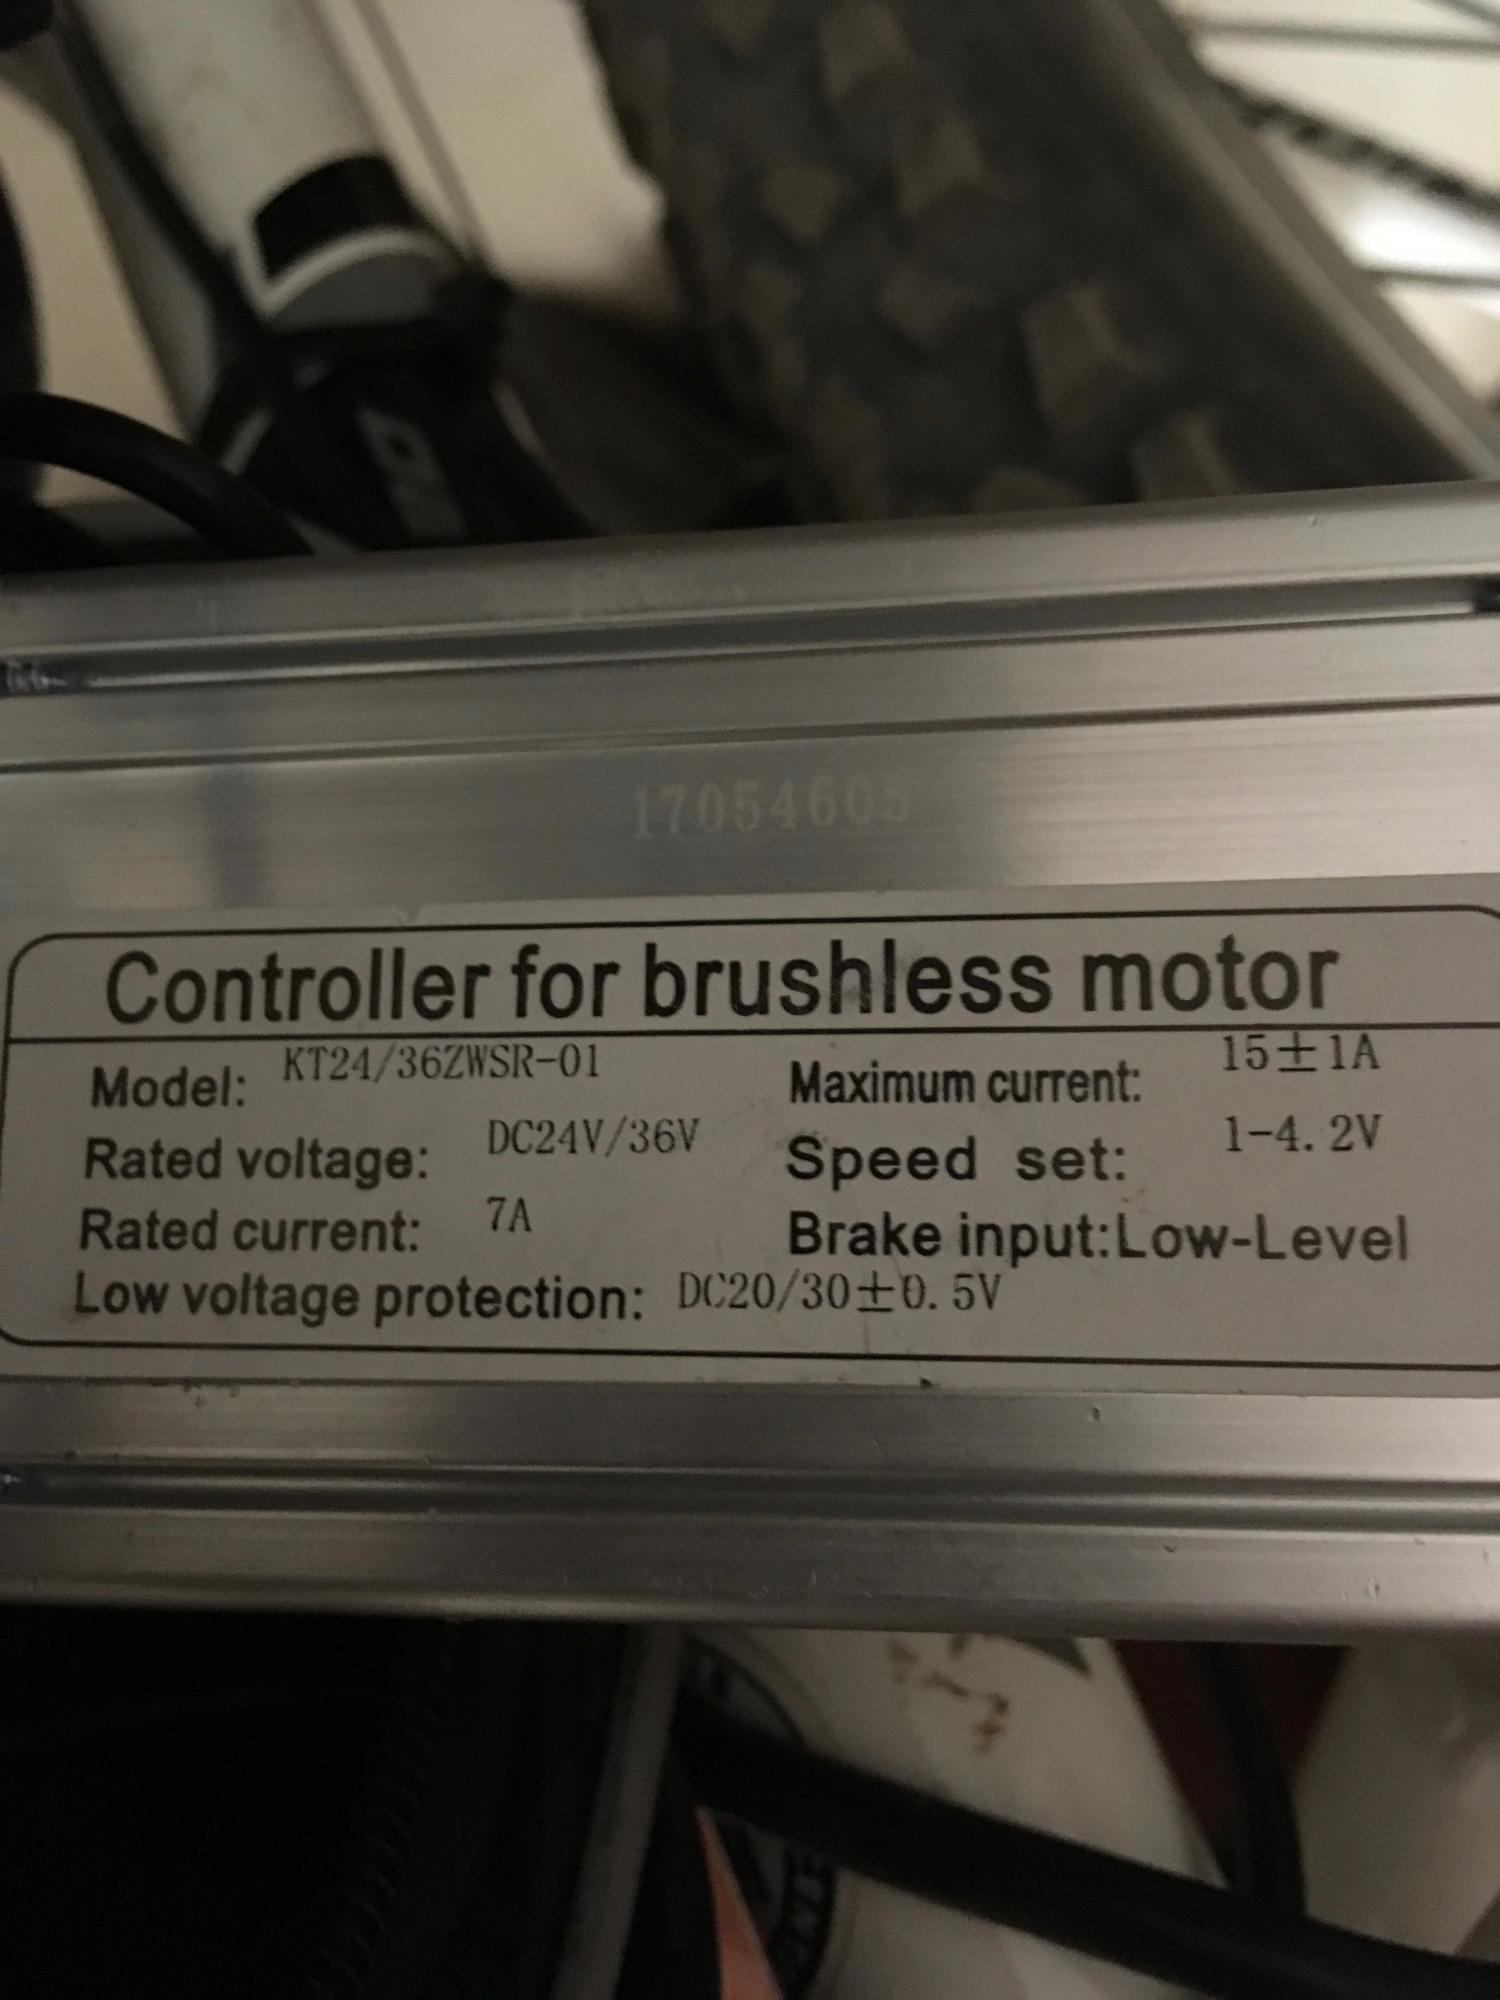 17054605
Controller for brushless motor
Model: KT24/36ZWSR-01
Maximum current: 15±1A
Rated voltage: DC24V/36V
Speed set: 1-4.2V
Rated current: 7A
Brake input:Low-Level
Low voltage protection: DC20/30±0.5V